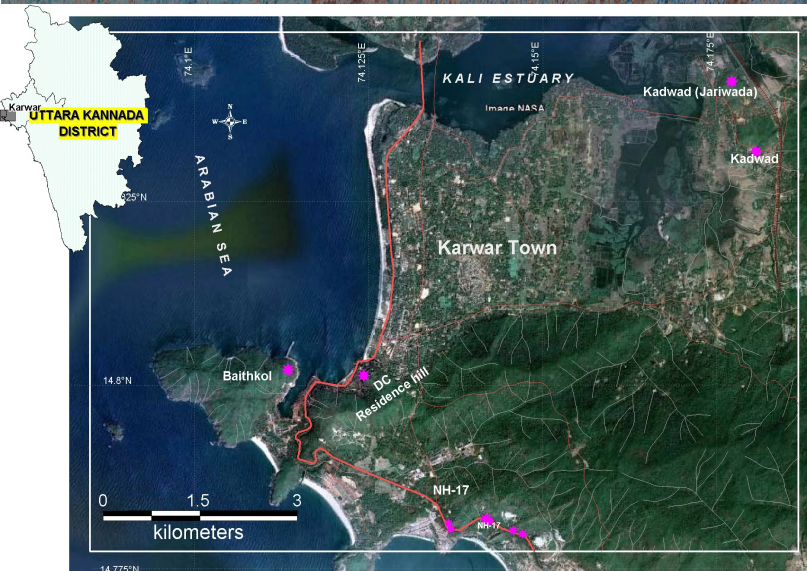 Karwar
UTTARA KANNADA
DISTRICT
74.1°E
74.125°E
74.15°E
74.175°E
KALI ESTUARY
Image NASA
Kadwad (Jariwada)
Kadwad
N
W E
S
ARABIAN SEA
25°N
Karwar Town
Baithkol
DC
Residence hill
14.8°N
NH-17
NH-17
0 1.5 3
kilometers
14.775°N